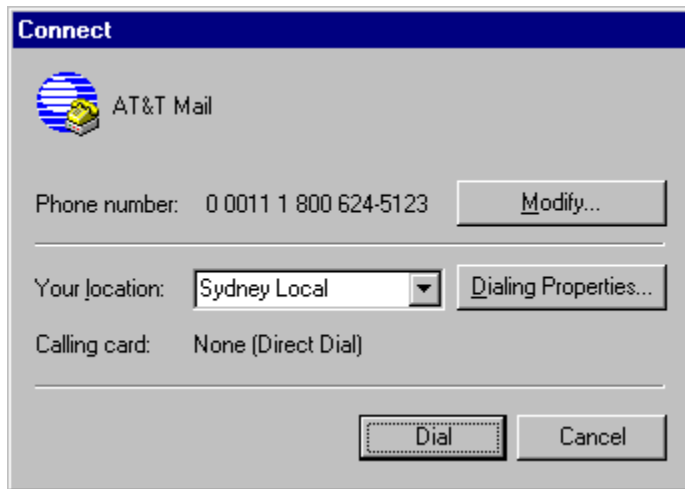 Connect
AT&T Mail
Phone number: 0 0011 1 800 624-5123 Modify...
Your location: Sydney Local Dialing Properties...
Calling card: None (Direct Dial)
Dial Cancel